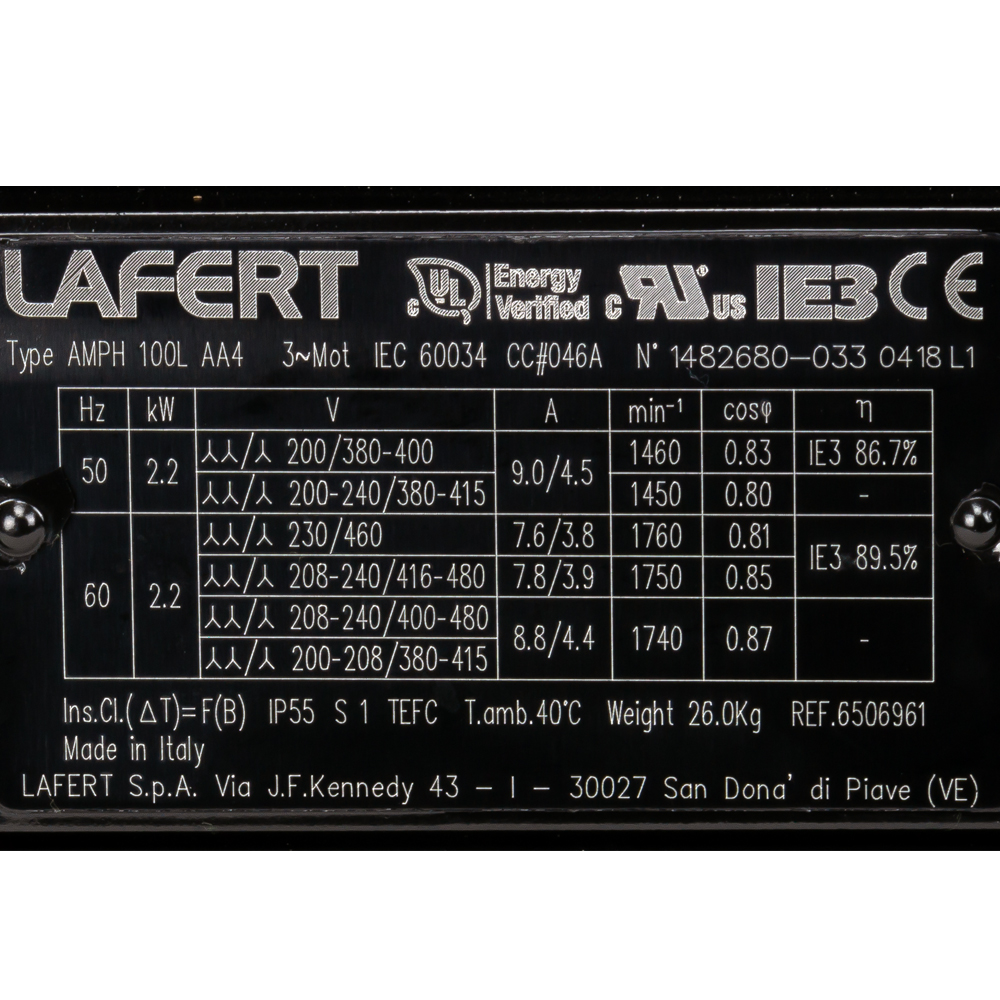 LAFERT c UL Energy Verified c RU® US IE3 CE
Type AMPH 100L AA4 3~Mot IEC 60034 CC#046A N° 1482680-033 0418 L1
Hz kW V A min⁻¹ cosφ η
50 2.2 ⅄⅄/⅄ 200/380-400 9.0/4.5 1460 0.83 IE3 86.7%
⅄⅄/⅄ 200-240/380-415 1450 0.80 -
60 2.2 ⅄⅄/⅄ 230/460 7.6/3.8 1760 0.81 IE3 89.5%
⅄⅄/⅄ 208-240/416-480 7.8/3.9 1750 0.85
⅄⅄/⅄ 208-240/400-480 8.8/4.4 1740 0.87 -
⅄⅄/⅄ 200-208/380-415
Ins.Cl.(△T)=F(B) IP55 S 1 TEFC T.amb.40°C Weight 26.0Kg REF.6506961
Made in Italy
LAFERT S.p.A. Via J.F.Kennedy 43 - I - 30027 San Dona' di Piave (VE)